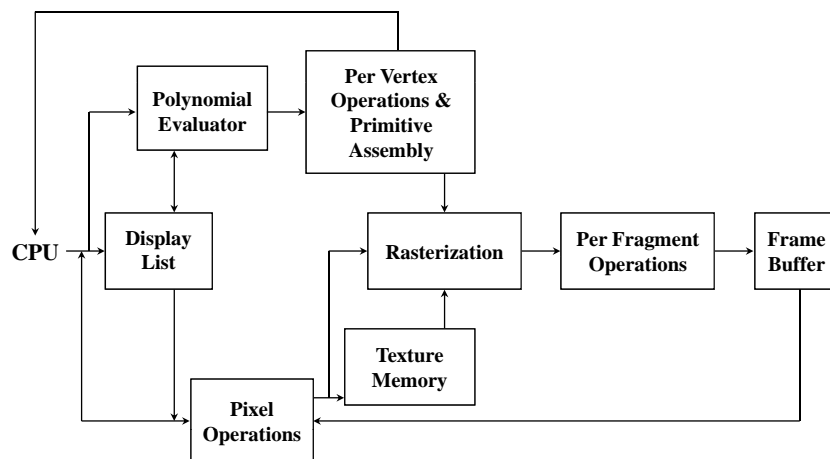 Polynomial
Evaluator
Per Vertex
Operations &
Primitive
Assembly
CPU
Display
List
Rasterization
Per Fragment
Operations
Frame
Buffer
Texture
Memory
Pixel
Operations